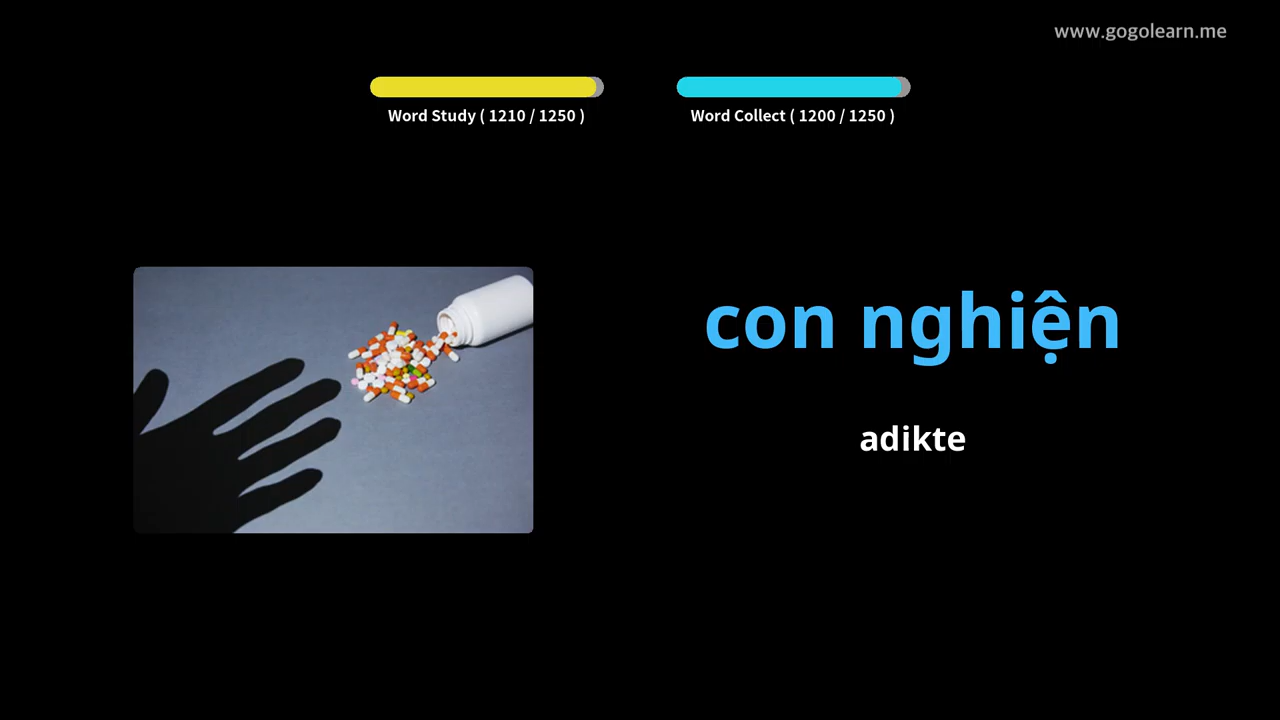 www.gogolearn.me
Word Study ( 1210 / 1250 )
Word Collect ( 1200 / 1250 )
con nghiện
adikte